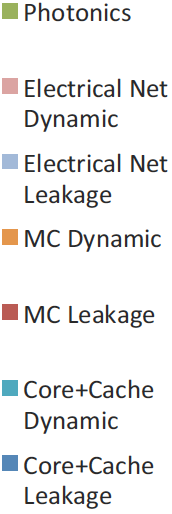 Photonics
Electrical Net
Dynamic
Electrical Net
Leakage
MC Dynamic
MC Leakage
Core+Cache
Dynamic
Core+Cache
Leakage